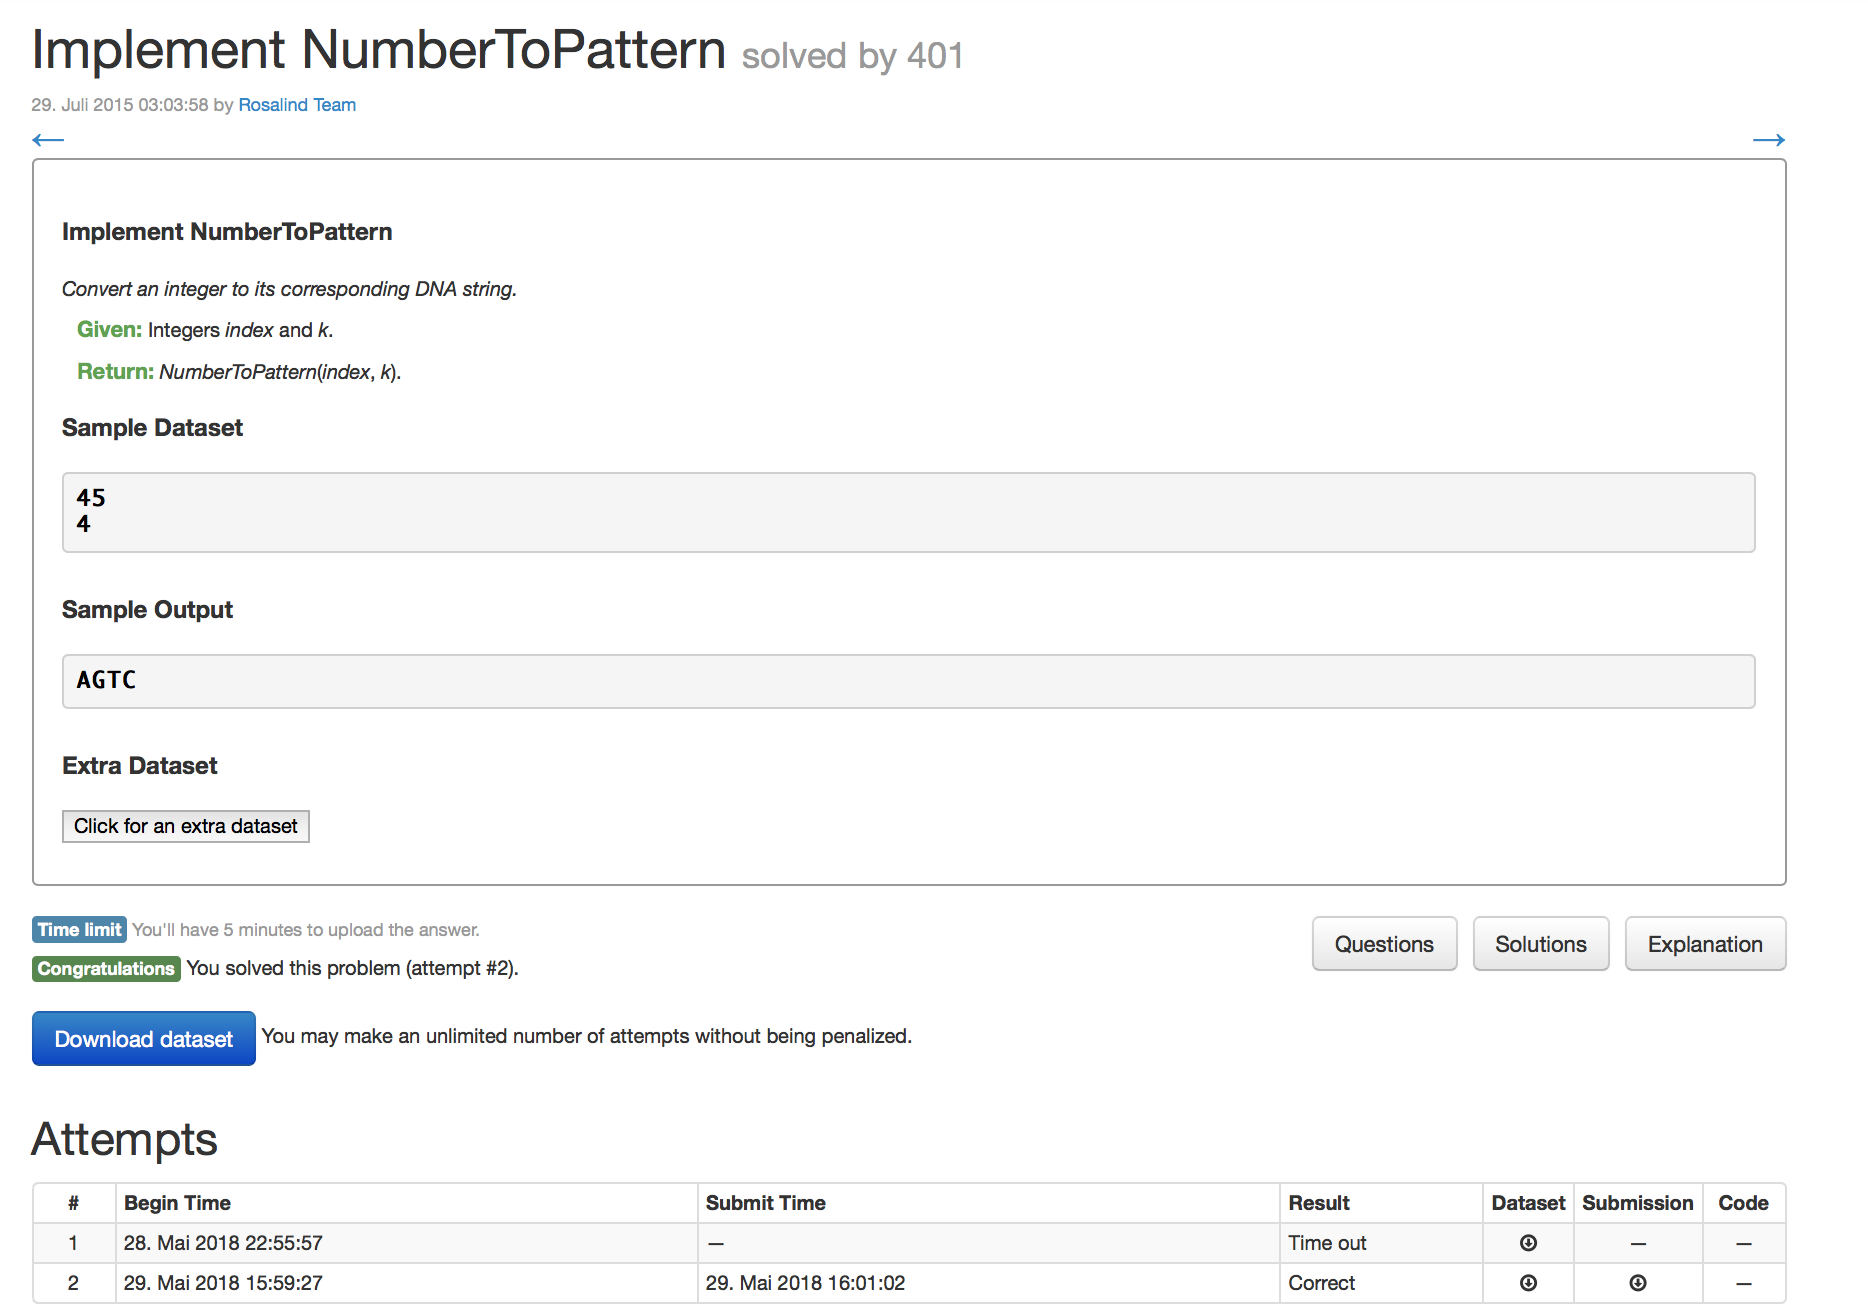 Implement NumberToPattern solved by 401
29. Juli 2015 03:03:58 by Rosalind Team
← →
Implement NumberToPattern
Convert an integer to its corresponding DNA string.
Given: Integers index and k.
Return: NumberToPattern(index, k).
Sample Dataset
45
4
Sample Output
AGTC
Extra Dataset
Click for an extra dataset
Time limit You'll have 5 minutes to upload the answer.
Questions Solutions Explanation
Congratulations You solved this problem (attempt #2).
Download dataset You may make an unlimited number of attempts without being penalized.
Attempts
# Begin Time Submit Time Result Dataset Submission Code
1 28. Mai 2018 22:55:57 — Time out — —
2 29. Mai 2018 15:59:27 29. Mai 2018 16:01:02 Correct —